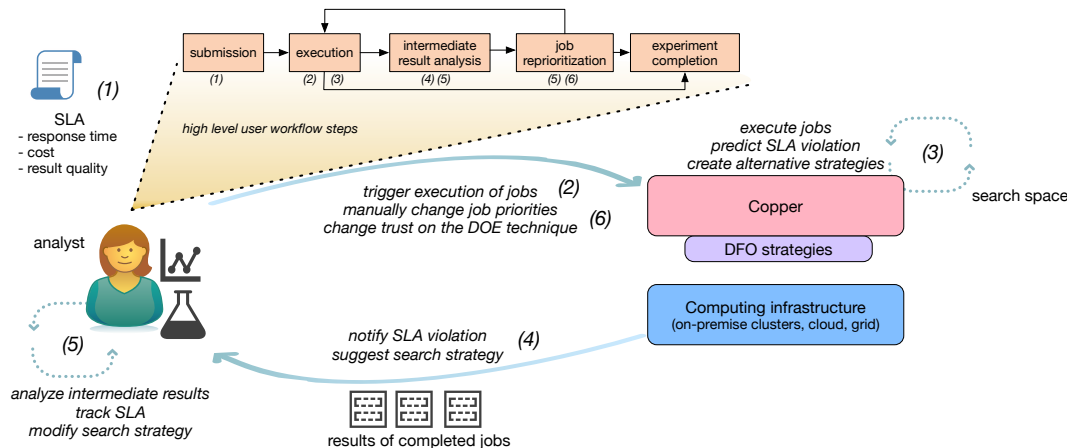 submission
execution
intermediate
result analysis
job
reprioritization
experiment
completion
(1)
(2) (3)
(4) (5)
(5) (6)
(1)
SLA
- response time
- cost
- result quality
high level user workflow steps
execute jobs
predict SLA violation
create alternative strategies
(3)
search space
trigger execution of jobs
(2)
manually change job priorities
change trust on the DOE technique
(6)
Copper
DFO strategies
Computing infrastructure
(on-premise clusters, cloud, grid)
analyst
(5)
analyze intermediate results
track SLA
modify search strategy
notify SLA violation
suggest search strategy
(4)
results of completed jobs